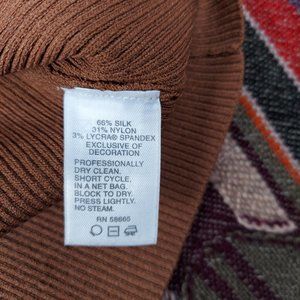 66% SILK
31% NYLON
3% LYCRA® SPANDEX
EXCLUSIVE OF
DECORATION
PROFESSIONALLY
DRY CLEAN.
SHORT CYCLE,
IN A NET BAG.
BLOCK TO DRY.
PRESS LIGHTLY.
NO STEAM.
RN 58665